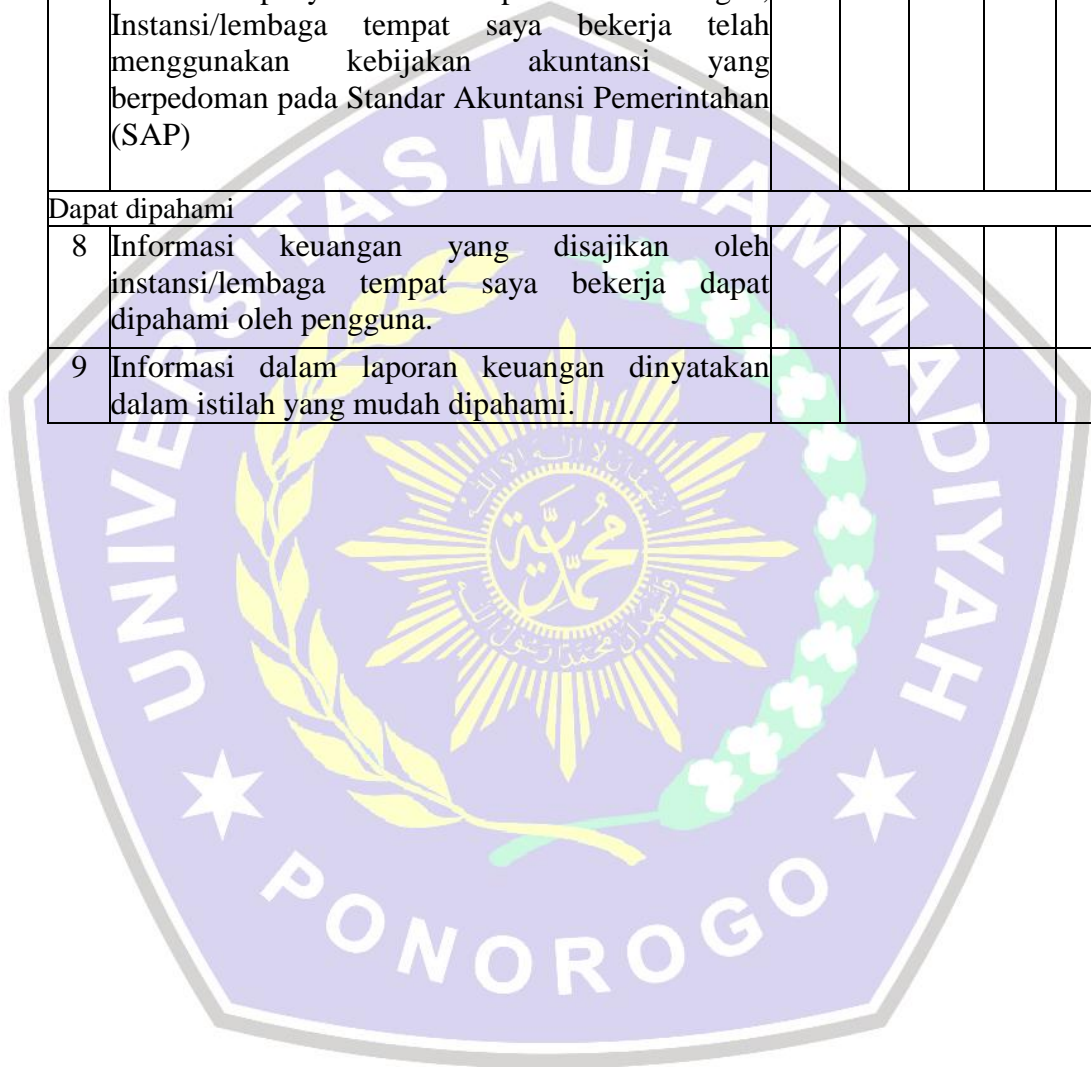 Instansi/lembaga tempat saya bekerja telah
menggunakan kebijakan akuntansi yang
berpedoman pada Standar Akuntansi Pemerintahan
(SAP)
Dapat dipahami
8 Informasi keuangan yang disajikan oleh
instansi/lembaga tempat saya bekerja dapat
dipahami oleh pengguna.
9 Informasi dalam laporan keuangan dinyatakan
dalam istilah yang mudah dipahami.
UNIVERSITAS MUHAMMADIYAH
PONOROGO
محمدية